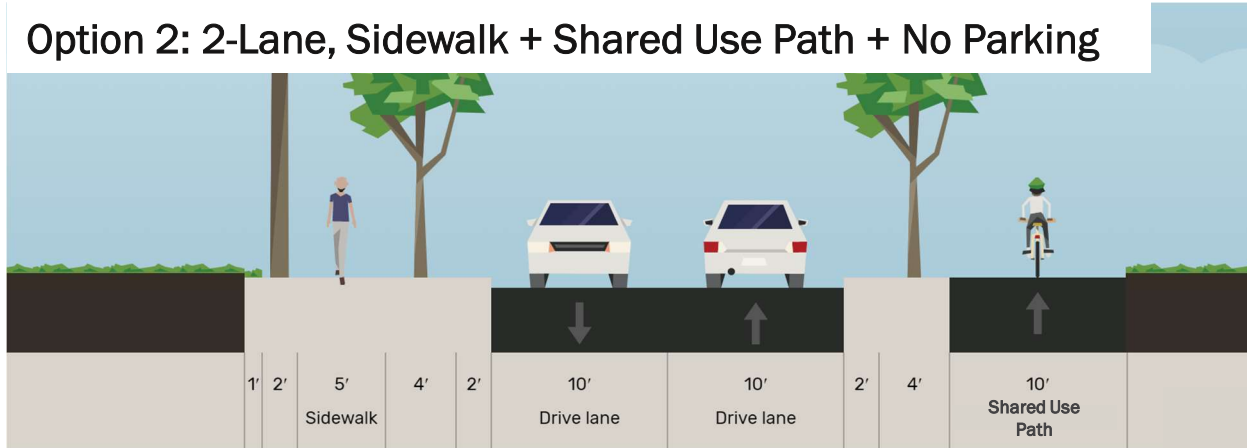 Option 2: 2-Lane, Sidewalk + Shared Use Path + No Parking
1′ 2′ 5′ 4′ 2′ 10′ 10′ 2′ 4′ 10′
Sidewalk Drive lane Drive lane Shared Use
Path